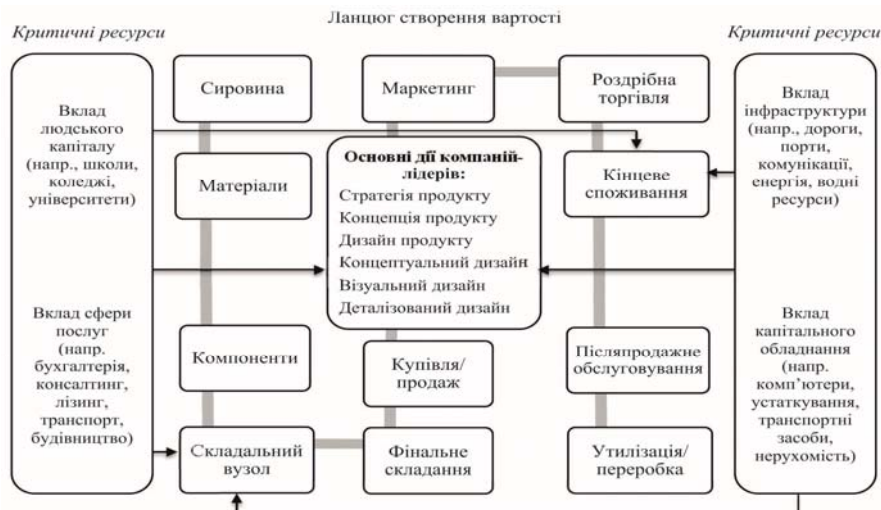 Ланцюг створення вартості
Критичні ресурси
Вклад
людського
капіталу
(напр., школи,
коледжі,
університети)
Вклад сфери
послуг
(напр.
бухгалтерія,
консалтинг,
лізинг,
транспорт,
будівництво)
Сировина
Матеріали
Компоненти
Складальний
вузол
Маркетинг
Основні дії компаній-
лідерів:
Стратегія продукту
Концепція продукту
Дизайн продукту
Концептуальний дизайн
Візуальний дизайн
Деталізований дизайн
Купівля/
продаж
Фінальне
складання
Роздрібна
торгівля
Кінцеве
споживання
Післяпродажне
обслуговування
Утилізація/
переробка
Критичні ресурси
Вклад
інфраструктури
(напр., дороги,
порти,
комунікації,
енергія, водні
ресурси)
Вклад
капітального
обладнання
(напр.
комп’ютери,
устаткування,
транспортні
засоби,
нерухомість)